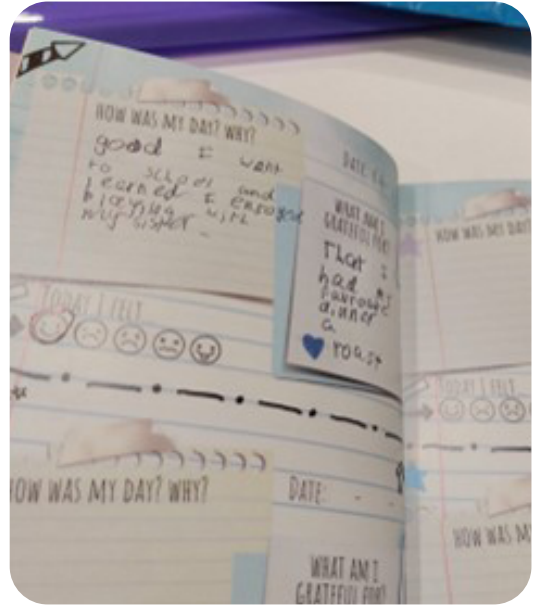 HOW WAS MY DAY? WHY?
good I want
to school and
learned I enjoyed
playing with
my sister
DATE:
WHAT AM I
GRATEFUL FOR?
That I
had my
favourite
dinner
a
roast
TODAY I FELT
HOW WAS MY DAY? WHY?
DATE: - -
WHAT AM I
GRATEFUL FOR?
HOW WAS MY DAY
TODAY I FELT
HOW WAS M